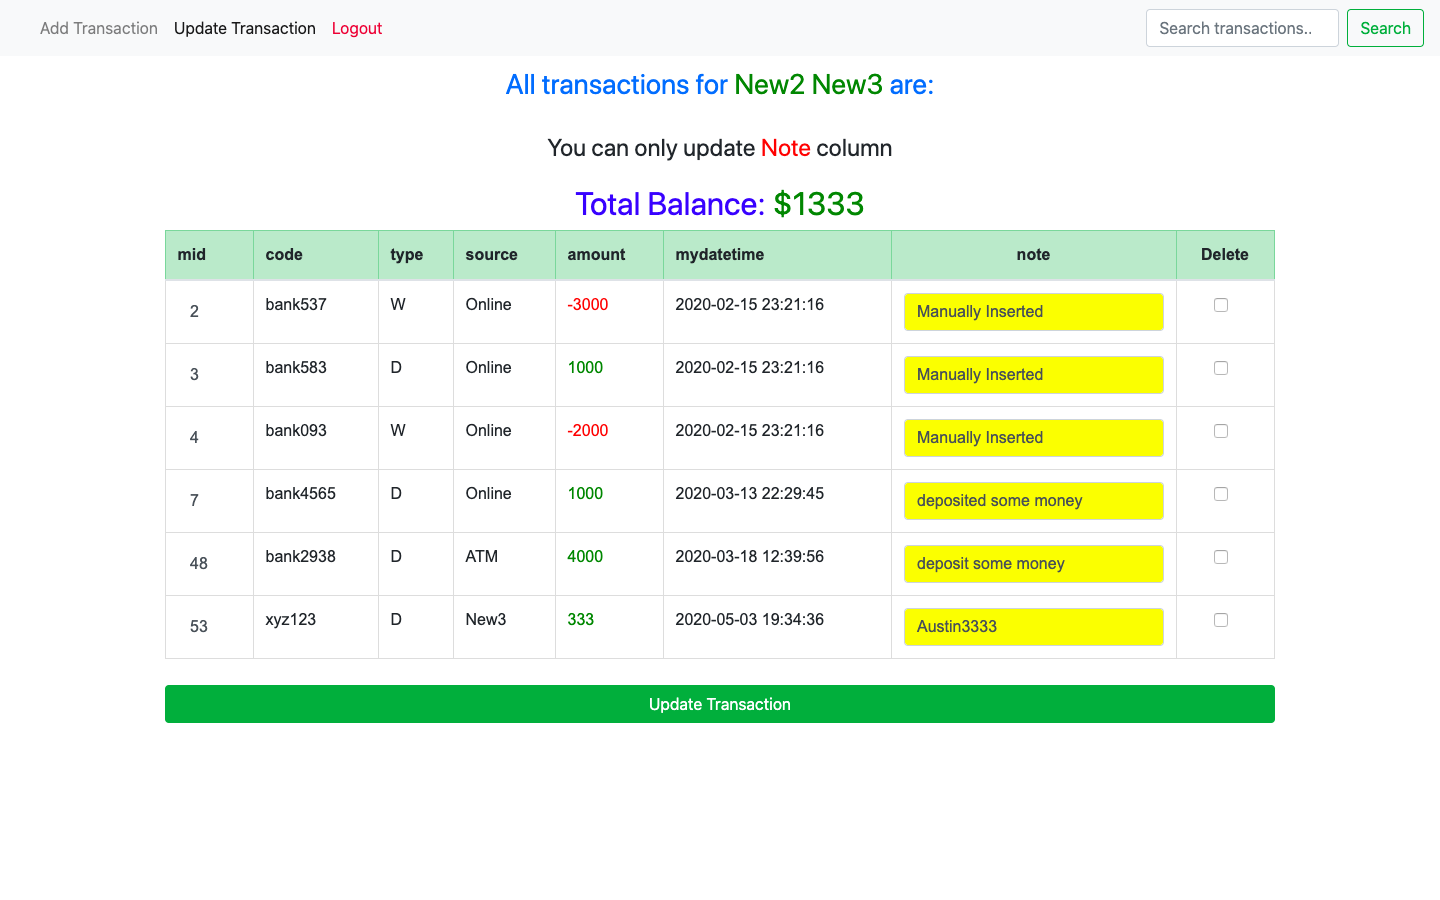 Add Transaction Update Transaction Logout Search transactions.. Search
All transactions for New2 New3 are:
You can only update Note column
Total Balance: $1333
mid code type source amount mydatetime note Delete
2 bank537 W Online -3000 2020-02-15 23:21:16 Manually Inserted
3 bank583 D Online 1000 2020-02-15 23:21:16 Manually Inserted
4 bank093 W Online -2000 2020-02-15 23:21:16 Manually Inserted
7 bank4565 D Online 1000 2020-03-13 22:29:45 deposited some money
48 bank2938 D ATM 4000 2020-03-18 12:39:56 deposit some money
53 xyz123 D New3 333 2020-05-03 19:34:36 Austin3333
Update Transaction